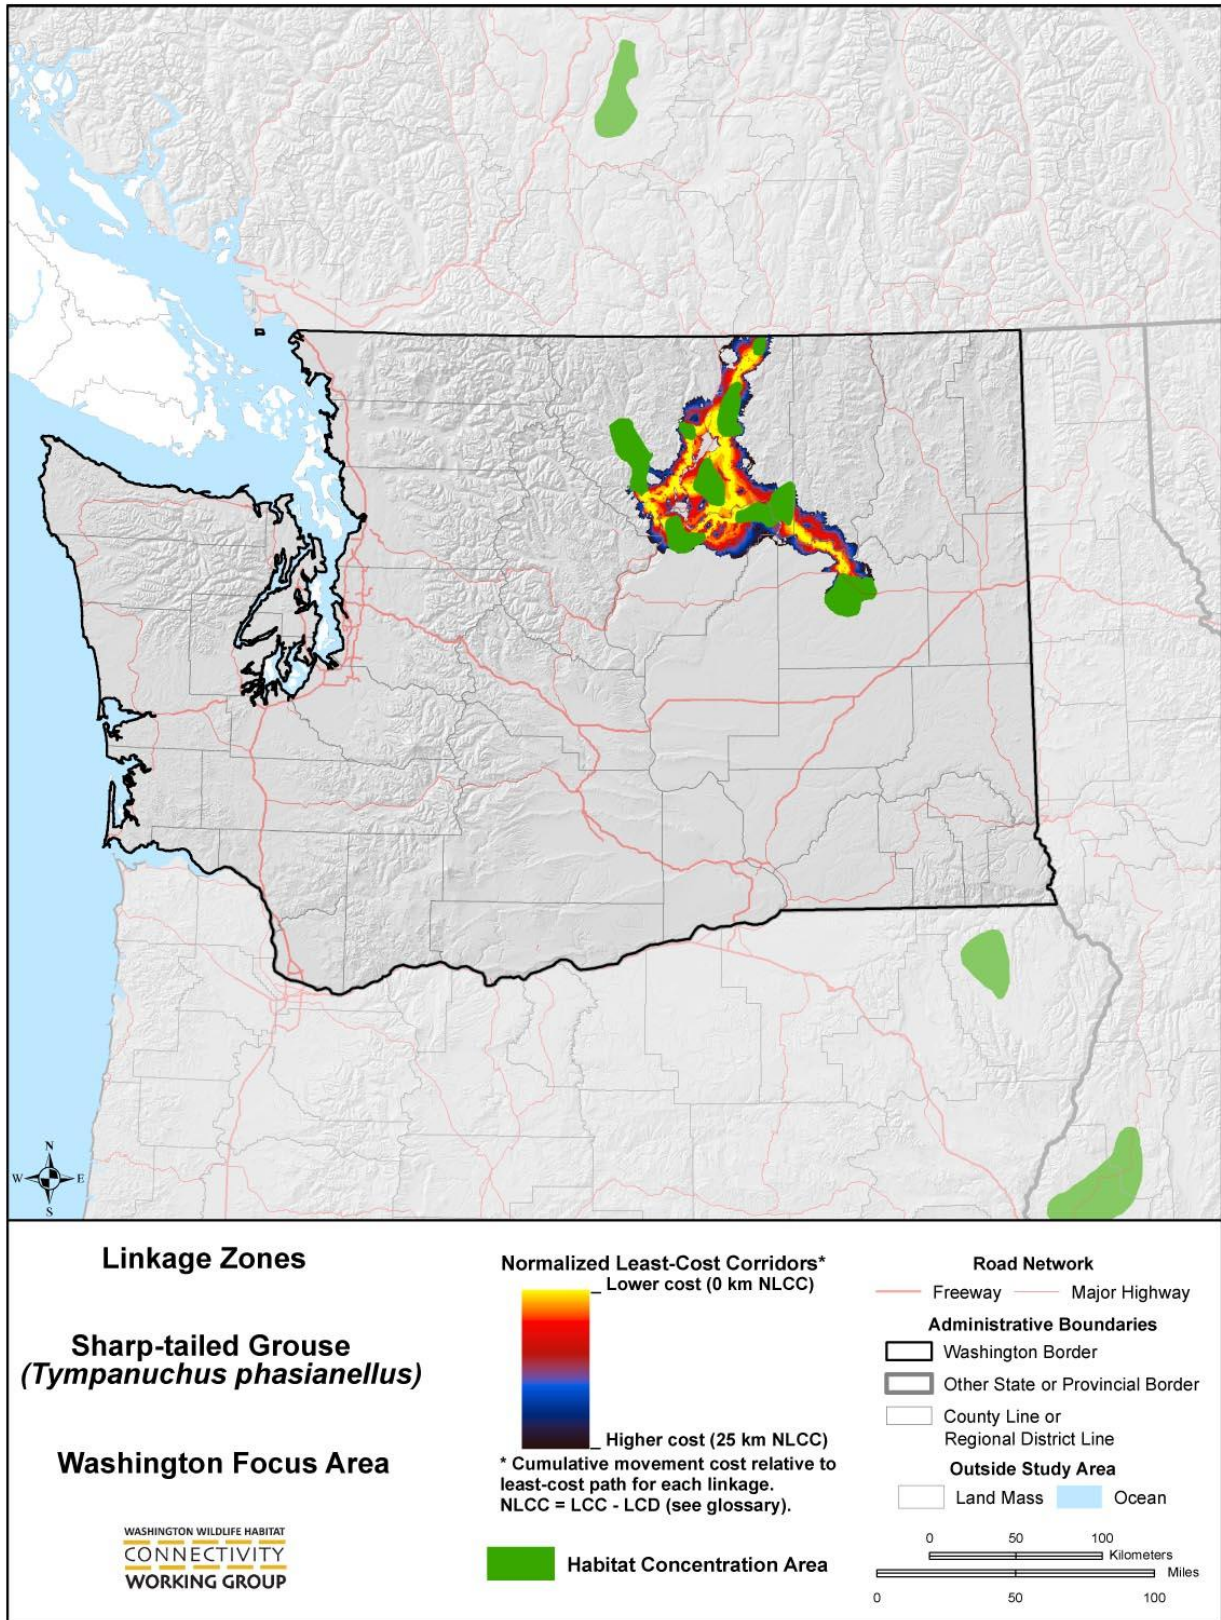 N
W E
S
Linkage Zones
Sharp-tailed Grouse
(Tympanuchus phasianellus)
Washington Focus Area
WASHINGTON WILDLIFE HABITAT
CONNECTIVITY
WORKING GROUP
Normalized Least-Cost Corridors*
Lower cost (0 km NLCC)
Higher cost (25 km NLCC)
* Cumulative movement cost relative to
least-cost path for each linkage.
NLCC = LCC - LCD (see glossary).
Habitat Concentration Area
Road Network
Freeway Major Highway
Administrative Boundaries
Washington Border
Other State or Provincial Border
County Line or
Regional District Line
Outside Study Area
Land Mass Ocean
0 50 100
Kilometers
Miles
0 50 100